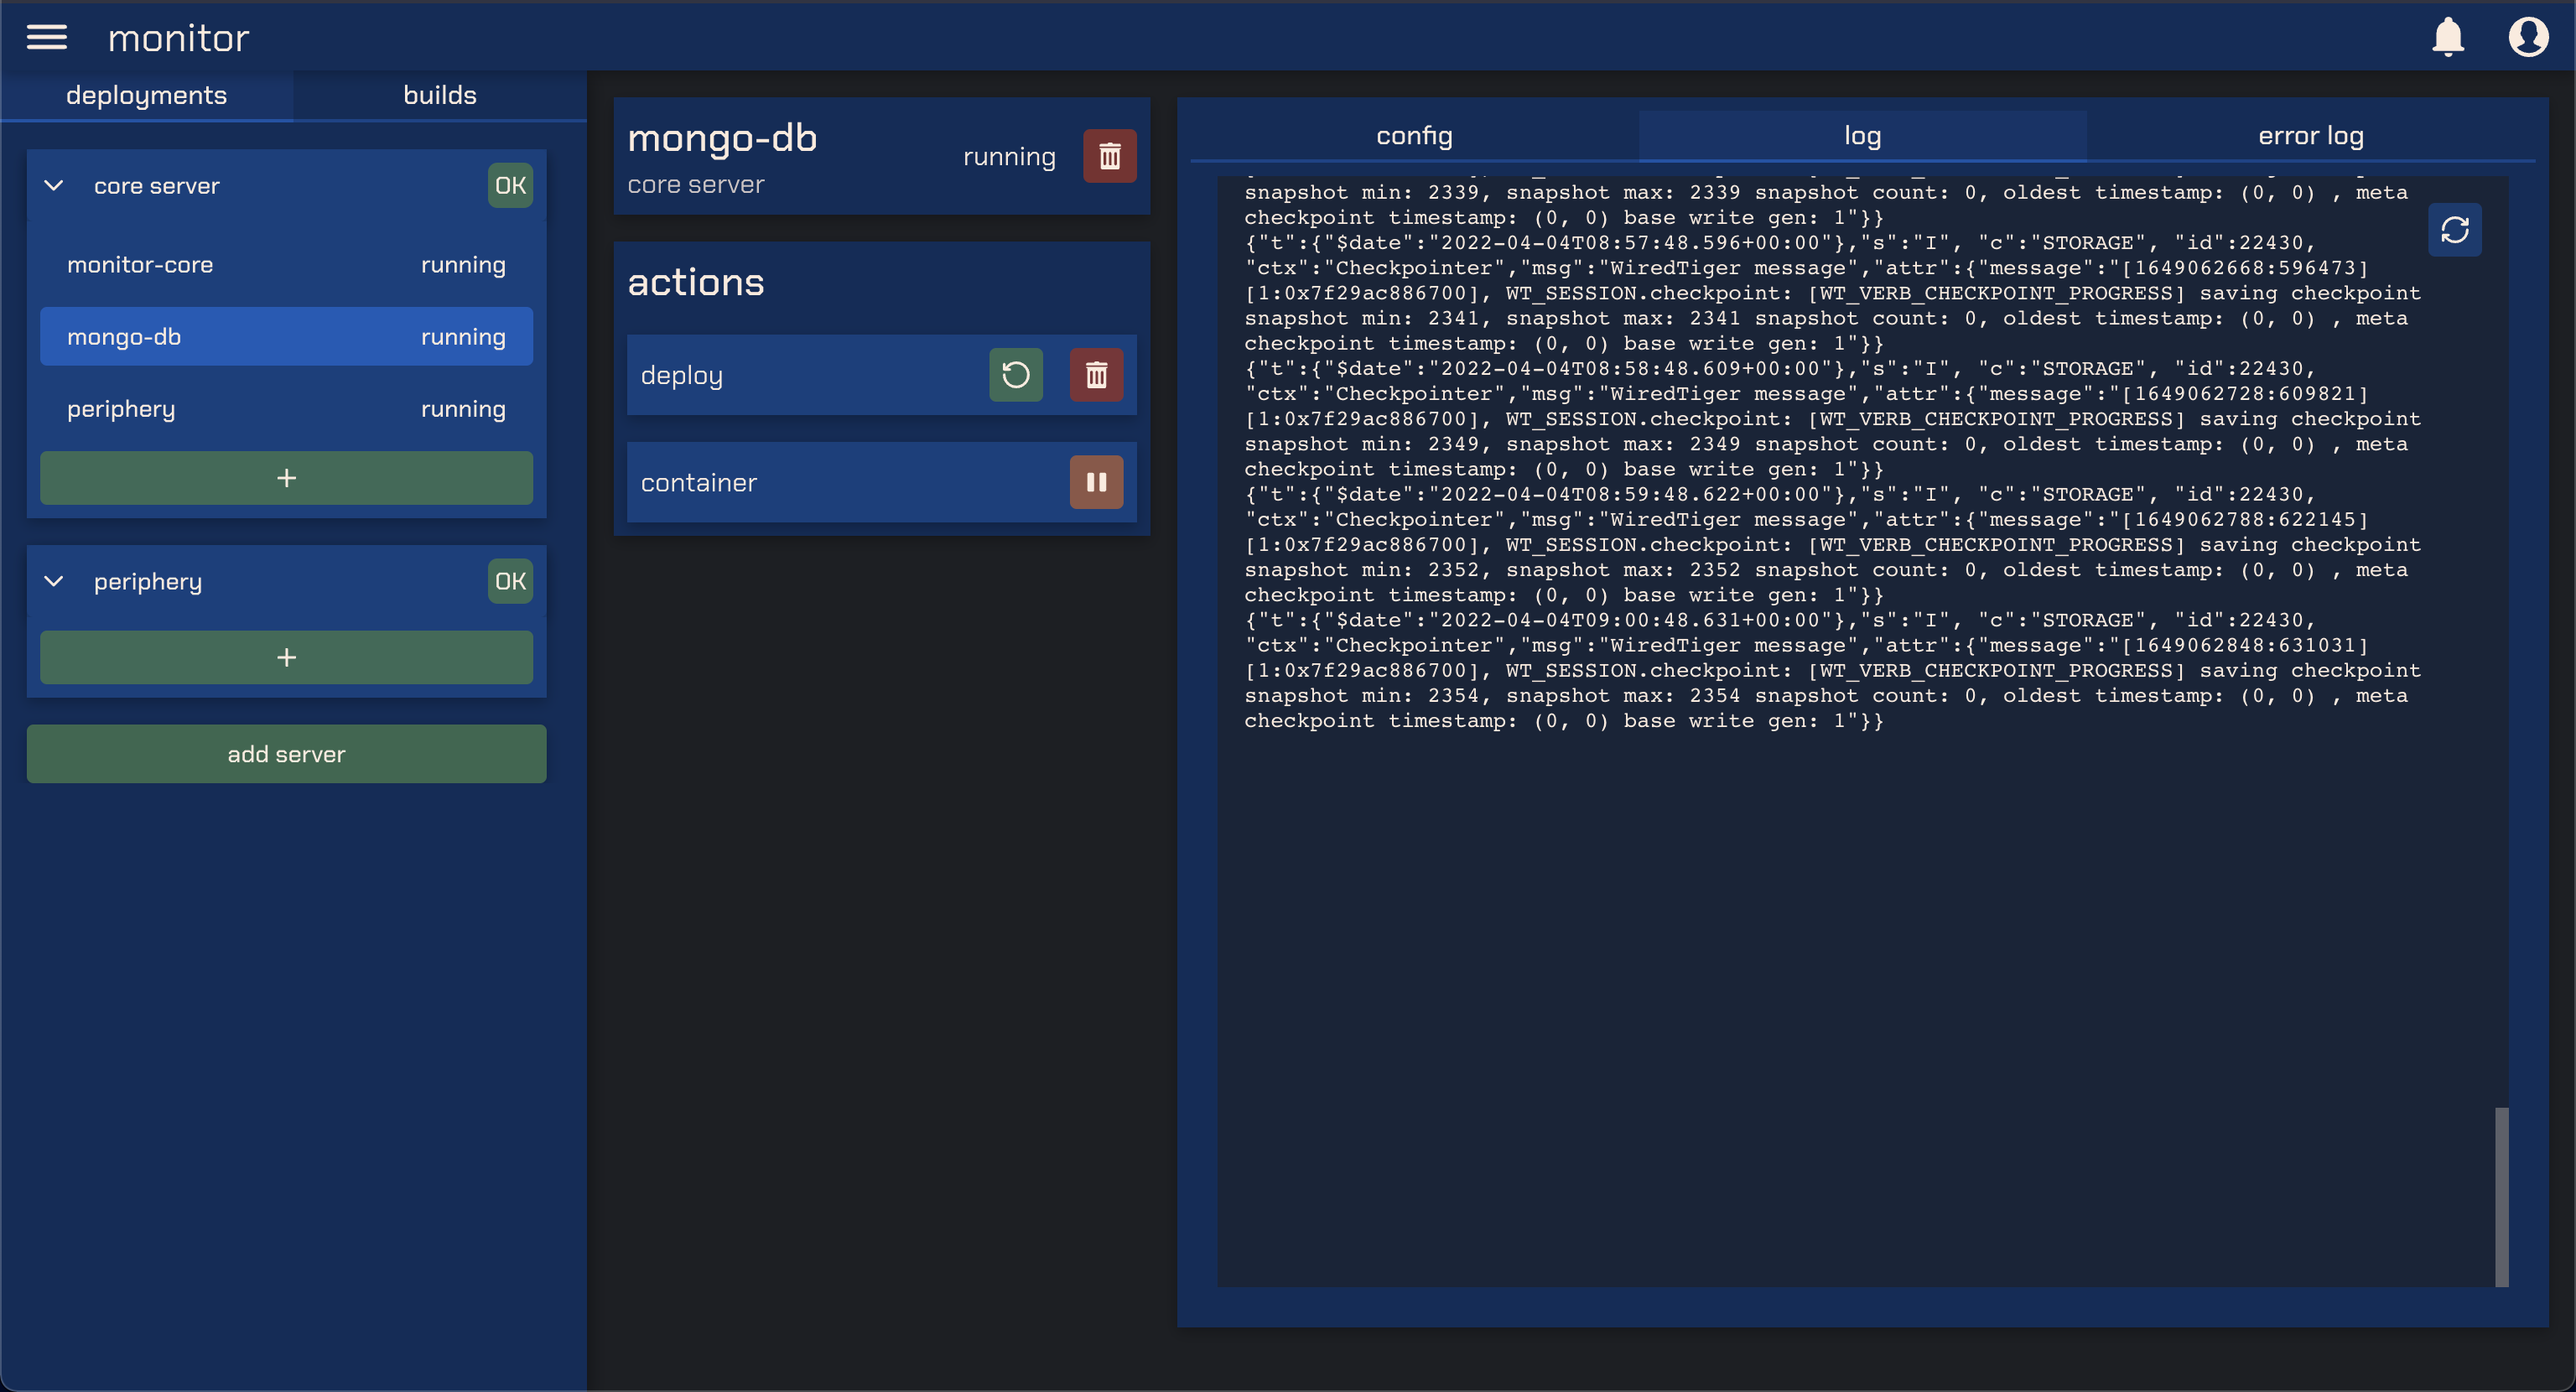 monitor
deployments
builds
core server
OK
monitor-core
running
mongo-db
running
periphery
running
+
periphery
OK
+
add server
mongo-db
core server
running
actions
deploy
container
config
log
error log
snapshot min: 2339, snapshot max: 2339 snapshot count: 0, oldest timestamp: (0, 0) , meta
checkpoint timestamp: (0, 0) base write gen: 1"}}
{"t":{"$date":"2022-04-04T08:57:48.596+00:00"},"s":"I", "c":"STORAGE", "id":22430,
"ctx":"Checkpointer","msg":"WiredTiger message","attr":{"message":"[1649062668:596473]
[1:0x7f29ac886700], WT_SESSION.checkpoint: [WT_VERB_CHECKPOINT_PROGRESS] saving checkpoint
snapshot min: 2341, snapshot max: 2341 snapshot count: 0, oldest timestamp: (0, 0) , meta
checkpoint timestamp: (0, 0) base write gen: 1"}}
{"t":{"$date":"2022-04-04T08:58:48.609+00:00"},"s":"I", "c":"STORAGE", "id":22430,
"ctx":"Checkpointer","msg":"WiredTiger message","attr":{"message":"[1649062728:609821]
[1:0x7f29ac886700], WT_SESSION.checkpoint: [WT_VERB_CHECKPOINT_PROGRESS] saving checkpoint
snapshot min: 2349, snapshot max: 2349 snapshot count: 0, oldest timestamp: (0, 0) , meta
checkpoint timestamp: (0, 0) base write gen: 1"}}
{"t":{"$date":"2022-04-04T08:59:48.622+00:00"},"s":"I", "c":"STORAGE", "id":22430,
"ctx":"Checkpointer","msg":"WiredTiger message","attr":{"message":"[1649062788:622145]
[1:0x7f29ac886700], WT_SESSION.checkpoint: [WT_VERB_CHECKPOINT_PROGRESS] saving checkpoint
snapshot min: 2352, snapshot max: 2352 snapshot count: 0, oldest timestamp: (0, 0) , meta
checkpoint timestamp: (0, 0) base write gen: 1"}}
{"t":{"$date":"2022-04-04T09:00:48.631+00:00"},"s":"I", "c":"STORAGE", "id":22430,
"ctx":"Checkpointer","msg":"WiredTiger message","attr":{"message":"[1649062848:631031]
[1:0x7f29ac886700], WT_SESSION.checkpoint: [WT_VERB_CHECKPOINT_PROGRESS] saving checkpoint
snapshot min: 2354, snapshot max: 2354 snapshot count: 0, oldest timestamp: (0, 0) , meta
checkpoint timestamp: (0, 0) base write gen: 1"}}